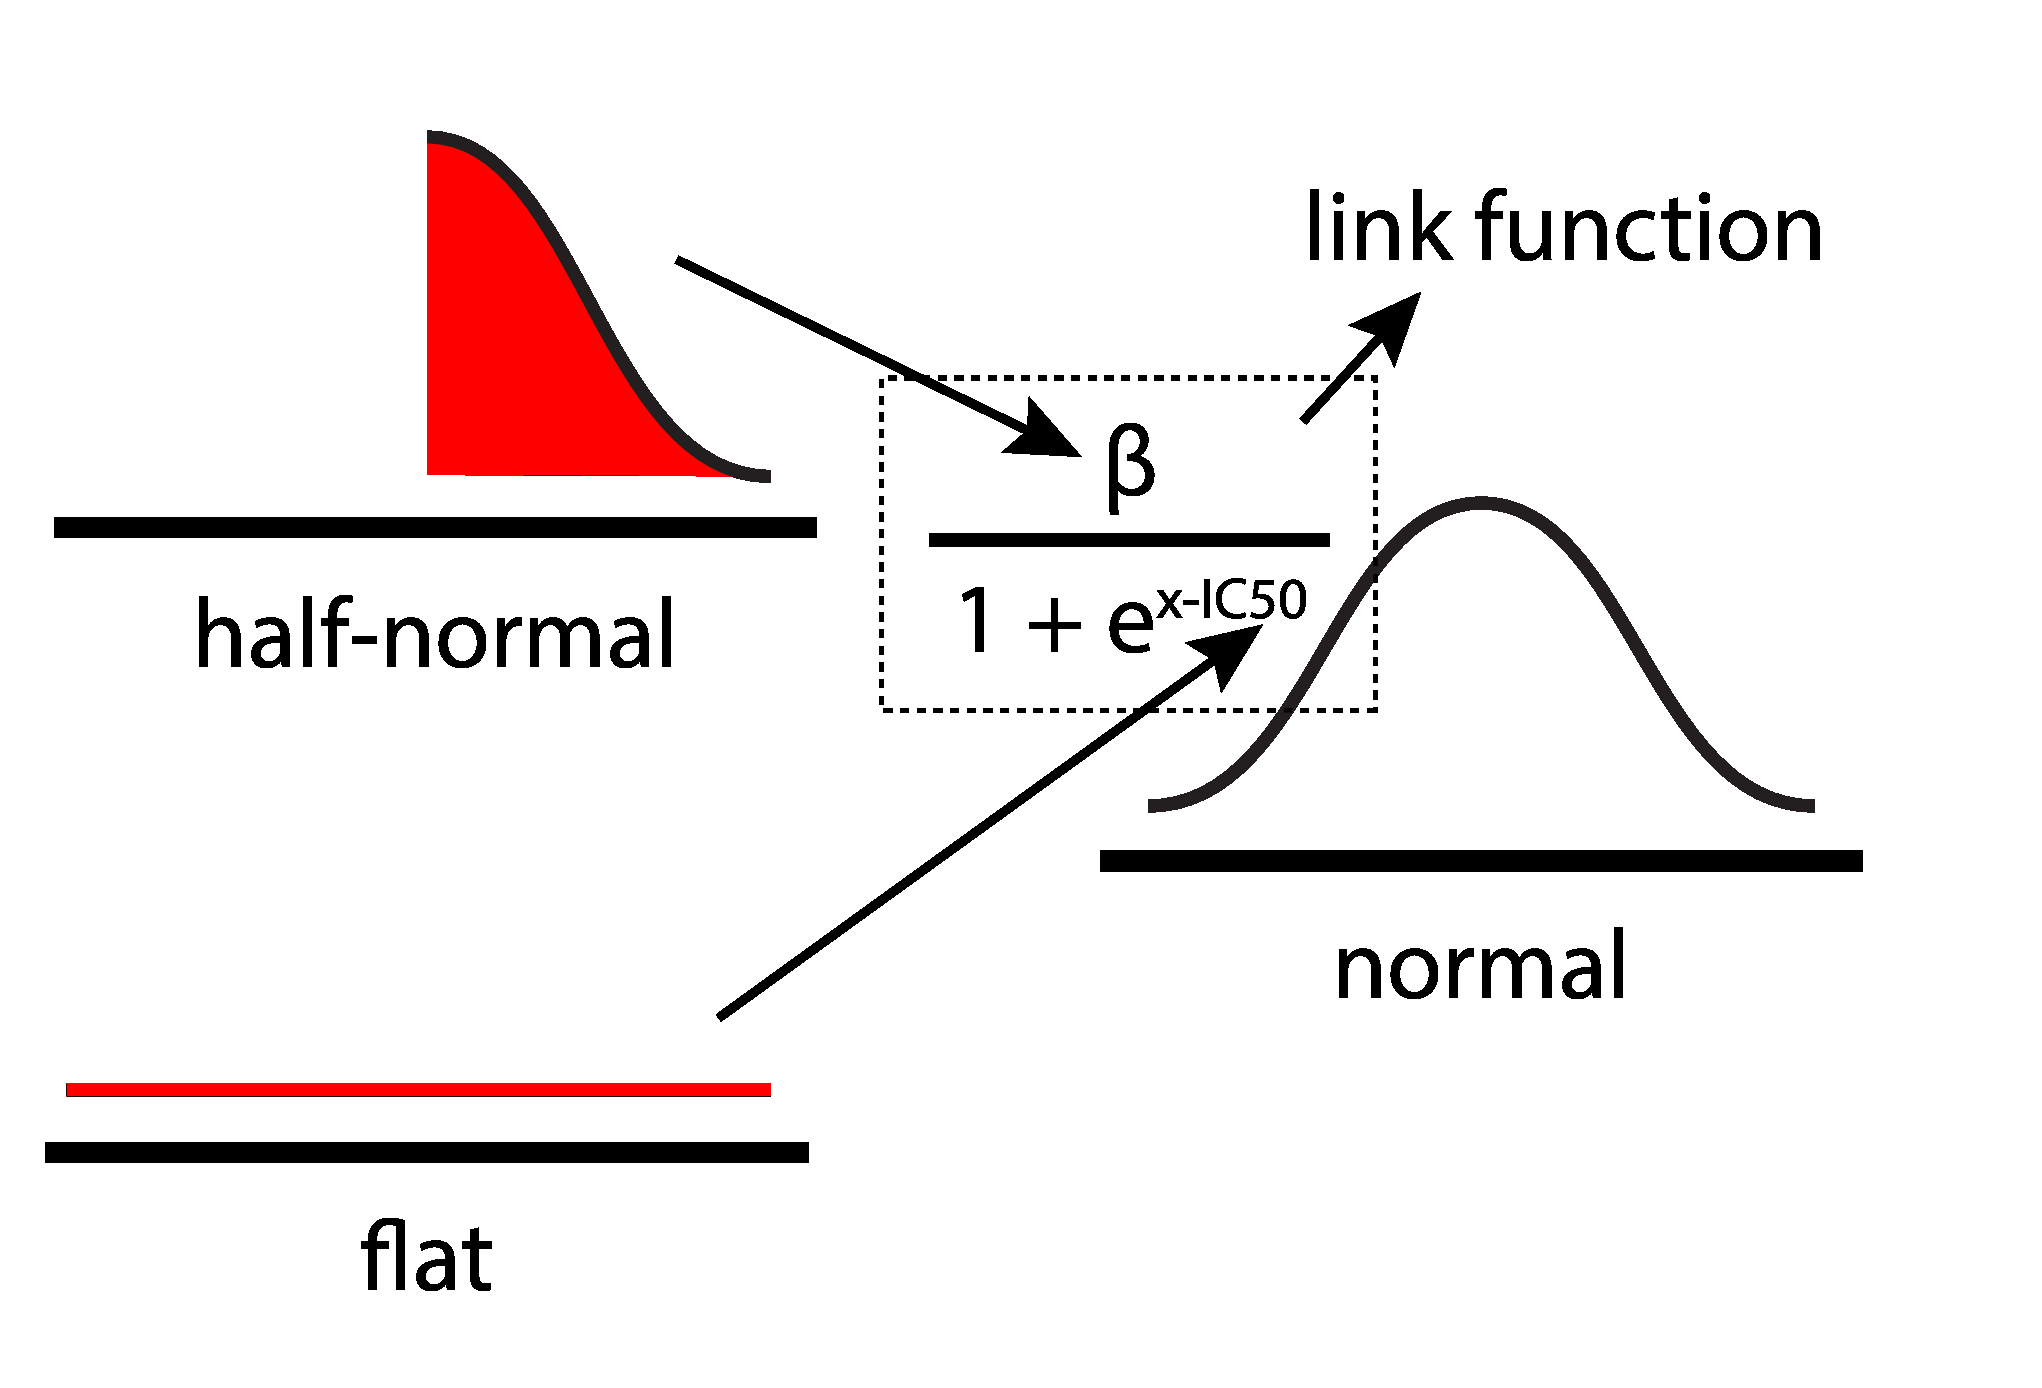 link function
β
1 + e^x-IC50
half-normal
normal
flat